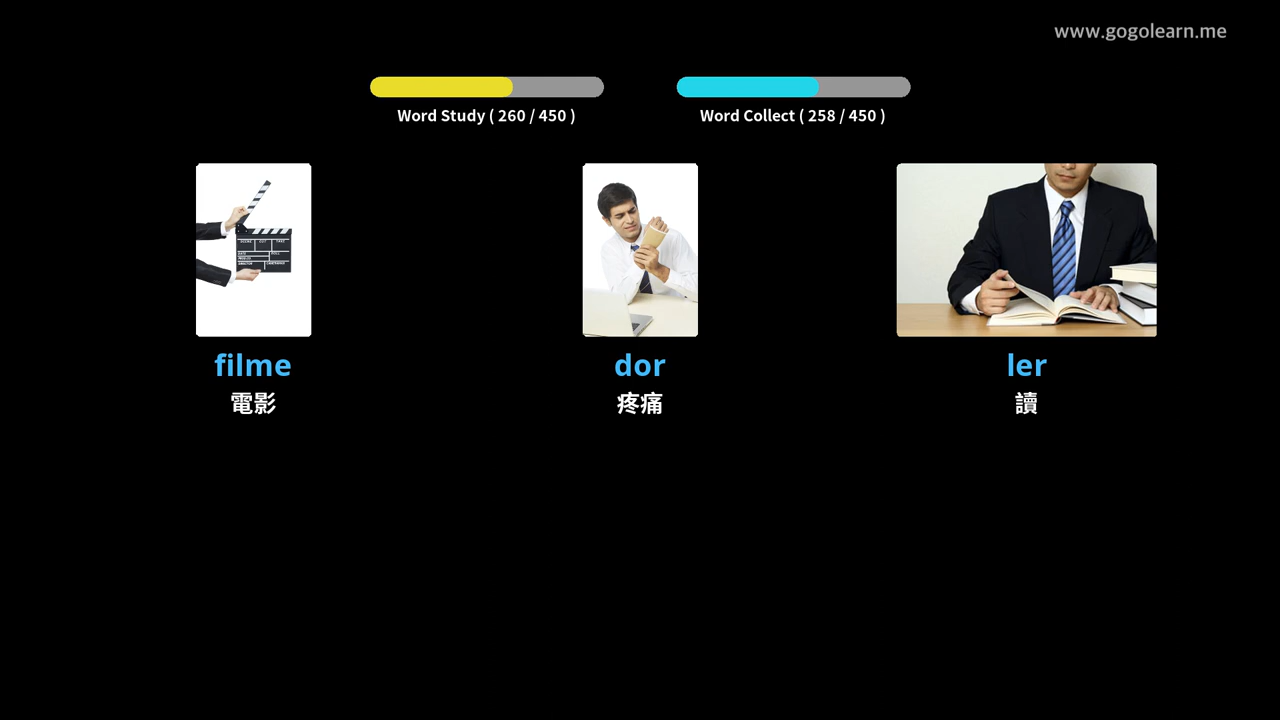 www.gogolearn.me
Word Study ( 260 / 450 )
Word Collect ( 258 / 450 )
filme
dor
ler
電影
疼痛
讀